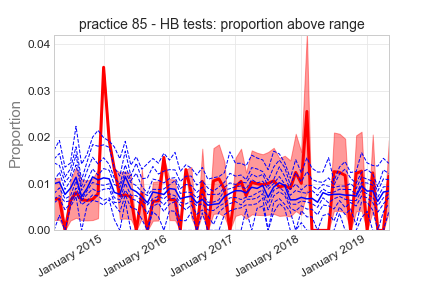 practice 85 - HB tests: proportion above range
0.04
0.03
0.02
0.01
0.00
Proportion
January 2015
January 2016
January 2017
January 2018
January 2019